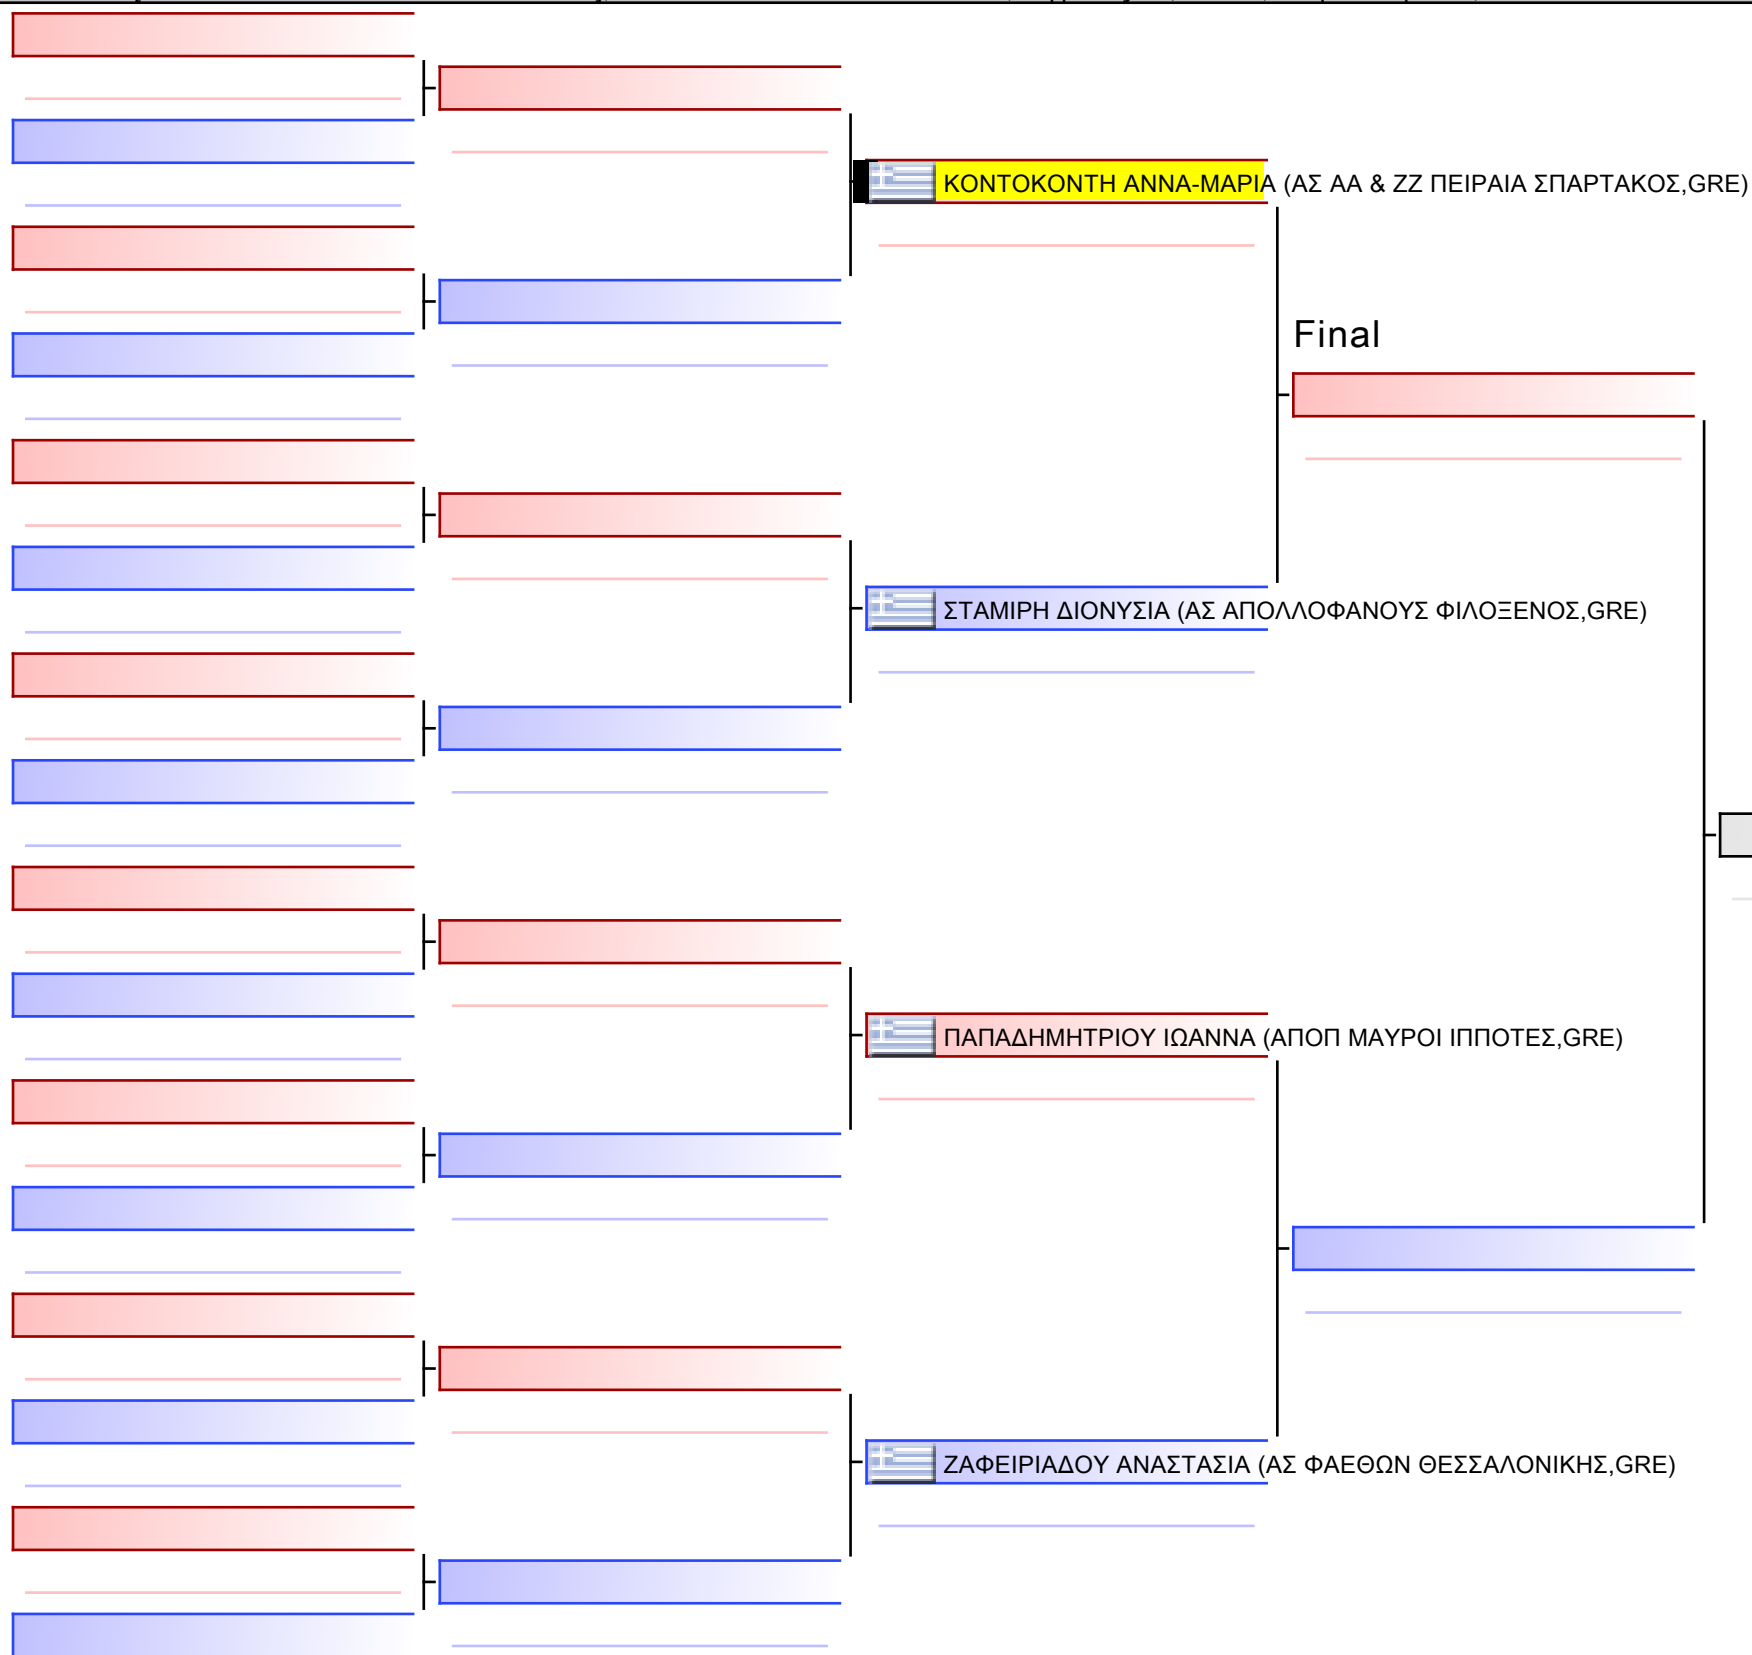 ΚΟΝΤΟΚΟΝΤΗ ΑΝΝΑ-ΜΑΡΙΑ (ΑΣ ΑΑ & ΖΖ ΠΕΙΡΑΙΑ ΣΠΑΡΤΑΚΟΣ,GRE)
Final
ΣΤΑΜΙΡΗ ΔΙΟΝΥΣΙΑ (ΑΣ ΑΠΟΛΛΟΦΑΝΟΥΣ ΦΙΛΟΞΕΝΟΣ,GRE)
ΠΑΠΑΔΗΜΗΤΡΙΟΥ ΙΩΑΝΝΑ (ΑΠΟΠ ΜΑΥΡΟΙ ΙΠΠΟΤΕΣ,GRE)
ΖΑΦΕΙΡΙΑΔΟΥ ΑΝΑΣΤΑΣΙΑ (ΑΣ ΦΑΕΘΩΝ ΘΕΣΣΑΛΟΝΙΚΗΣ,GRE)